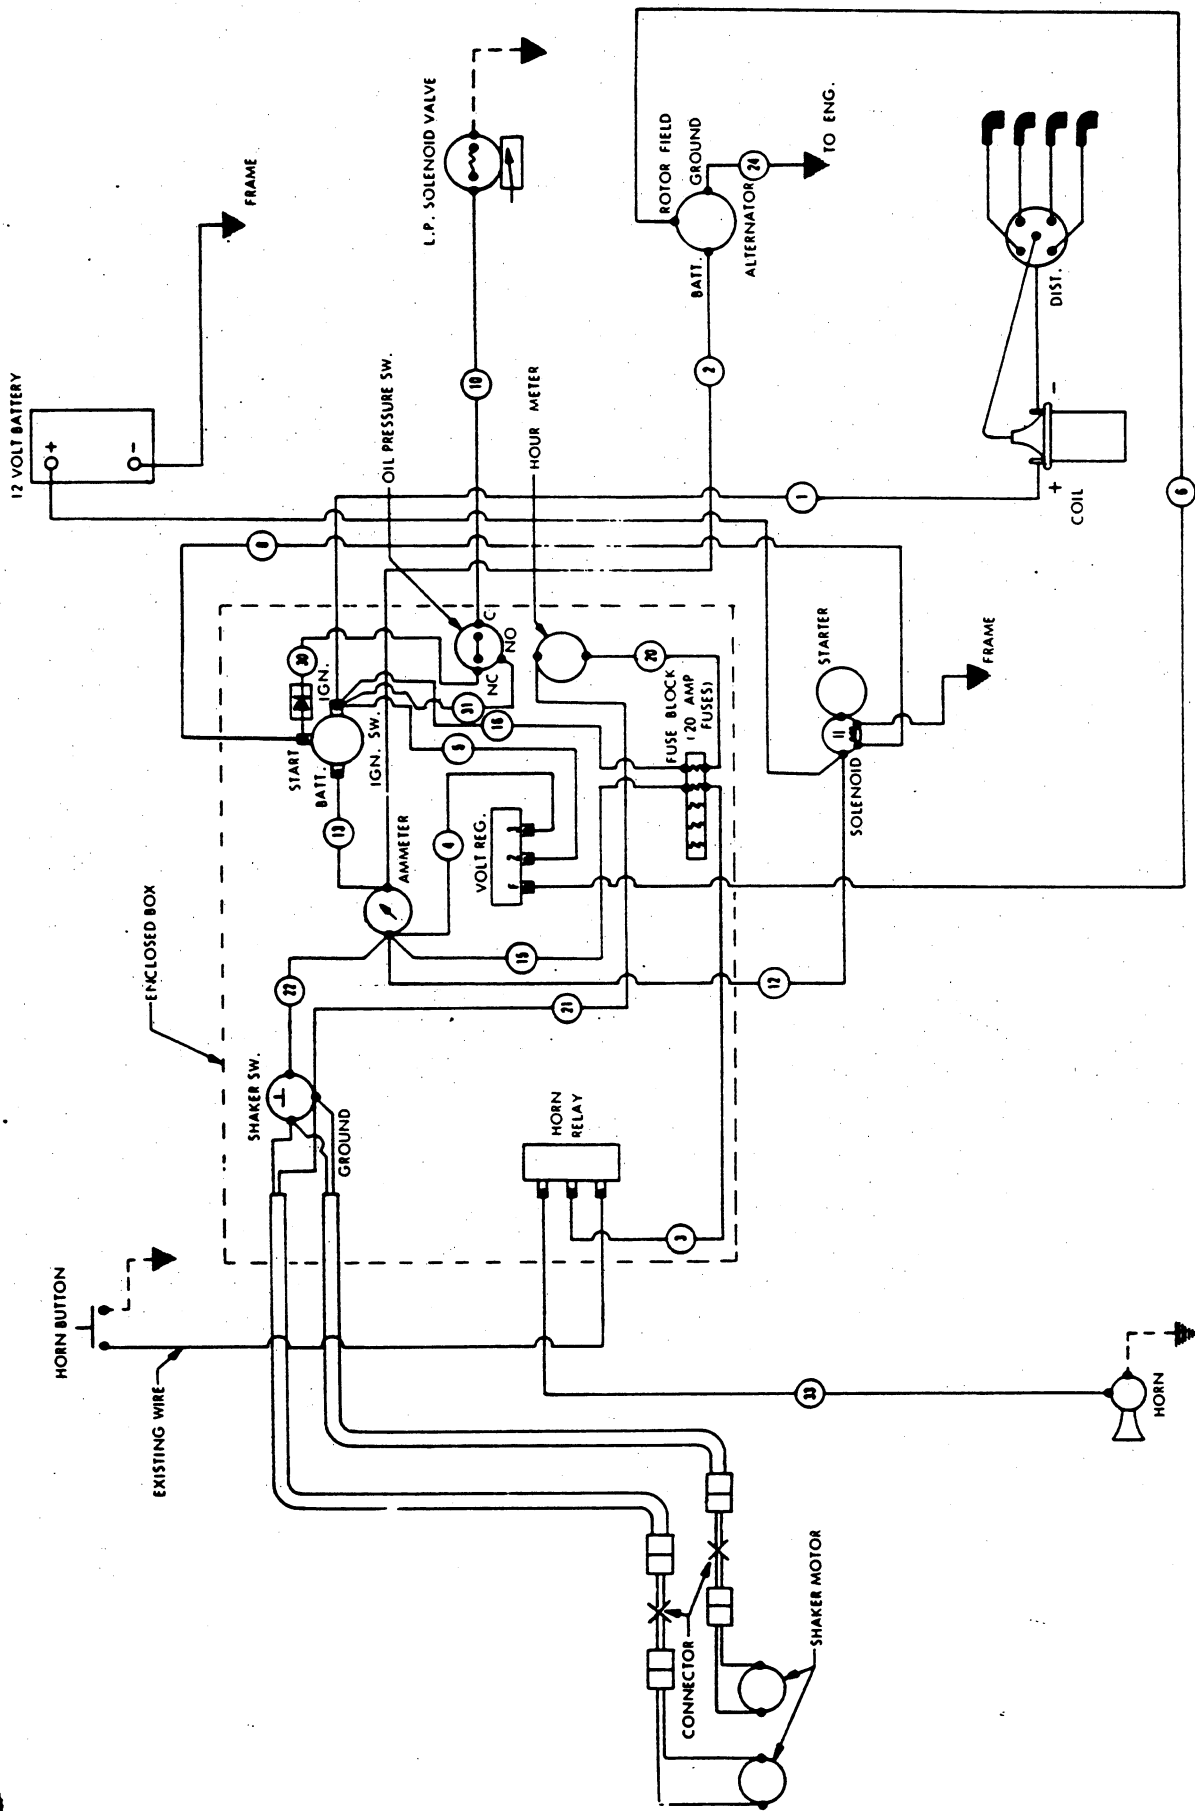 12 VOLT BATTERY
+
-
FRAME
L.P. SOLENOID VALVE
10
OIL PRESSURE SW.
HOUR METER
ROTOR FIELD
GROUND
BATT.
ALTERNATOR
24
TO ENG.
2
DIST.
+
-
COIL
1
6
8
30
IGN.
START
BATT.
IGN. SW.
13
C
NO
NC
31
16
5
4
20
FUSE BLOCK
(20 AMP
FUSES)
AMMETER
VOLT REG.
F
2
3
STARTER
SOLENOID
FRAME
ENCLOSED BOX
22
15
12
21
SHAKER SW.
GROUND
HORN
RELAY
3
HORN BUTTON
EXISTING WIRE
33
HORN
CONNECTOR
SHAKER MOTOR